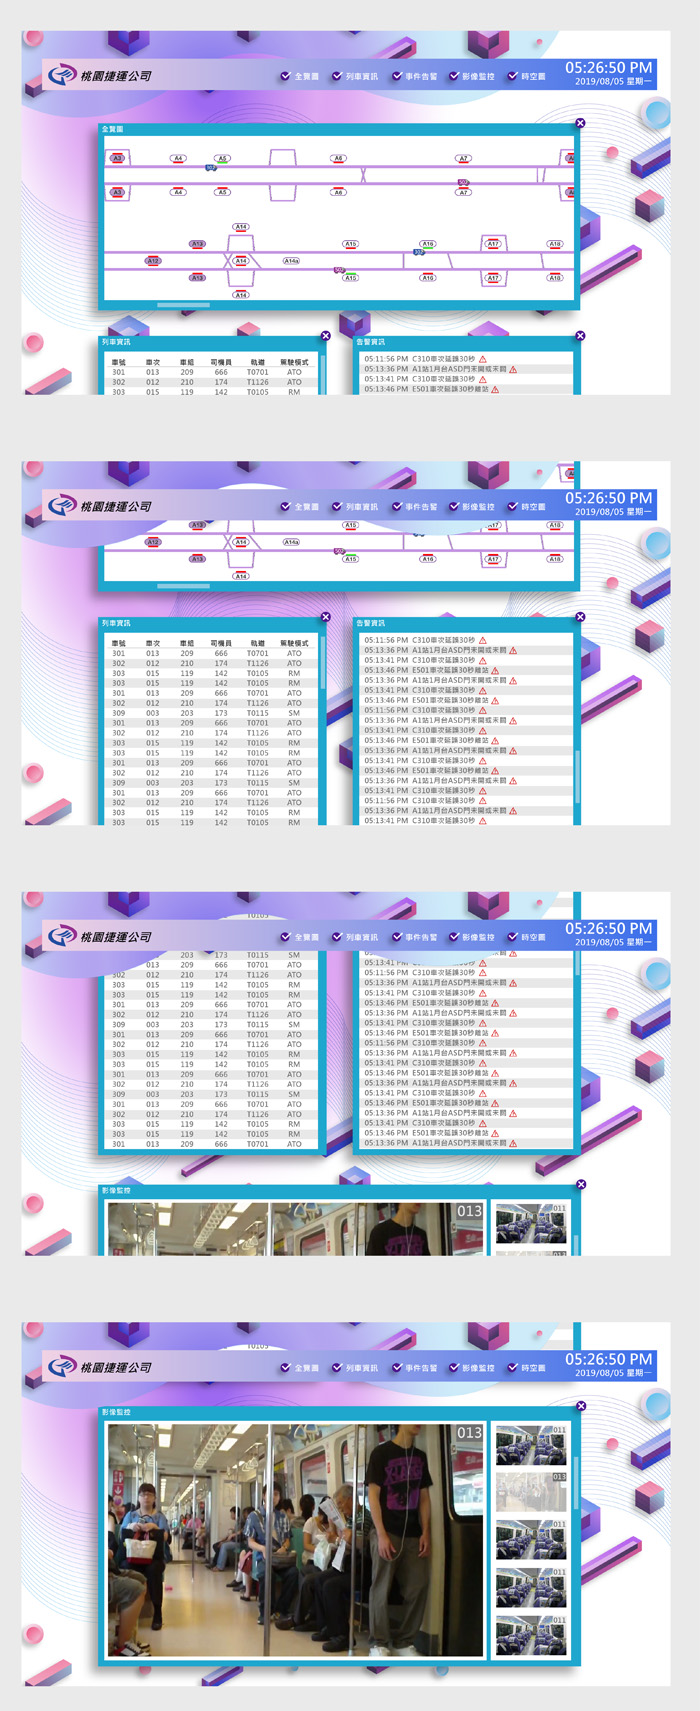 桃園捷運公司
全覽圖 列車資訊 事件告警 影像監控 時空圖
05:26:50 PM
2019/08/05 星期一
全覽圖
A3 A4 A5 A6 A7
A3 A4 A5 A6 A7
A14
A13 A15 A16 A17 A18
A12 A14 A14a
A13 A15 A16 A17 A18
A14
列車資訊
告警資訊
車號 車次 車組 司機員 軌道 駕駛模式
301 013 209 666 T0701 ATO
302 012 210 174 T1126 ATO
303 015 119 142 T0105 RM
05:11:56 PM C310車次延誤30秒
05:13:36 PM A1站1月台ASD門未開或未關
05:13:41 PM C310車次延誤30秒
05:13:46 PM E501車次延誤30秒離站
桃園捷運公司
全覽圖 列車資訊 事件告警 影像監控 時空圖
05:26:50 PM
2019/08/05 星期一
A13 A15 A17 A18
A12 A14 A14a
A13 A15 A16 A17 A18
A14
列車資訊
告警資訊
車號 車次 車組 司機員 軌道 駕駛模式
301 013 209 666 T0701 ATO
302 012 210 174 T1126 ATO
303 015 119 142 T0105 RM
303 015 119 142 T0105 RM
301 013 209 666 T0701 ATO
302 012 210 174 T1126 ATO
309 003 203 173 T0115 SM
301 013 209 666 T0701 ATO
302 012 210 174 T1126 ATO
303 015 119 142 T0105 RM
303 015 119 142 T0105 RM
301 013 209 666 T0701 ATO
302 012 210 174 T1126 ATO
309 003 203 173 T0115 SM
301 013 209 666 T0701 ATO
302 012 210 174 T1126 ATO
303 015 119 142 T0105 RM
303 015 119 142 T0105 RM
05:11:56 PM C310車次延誤30秒
05:13:36 PM A1站1月台ASD門未開或未關
05:13:41 PM C310車次延誤30秒
05:13:46 PM E501車次延誤30秒離站
05:13:36 PM A1站1月台ASD門未開或未關
05:13:41 PM C310車次延誤30秒
05:13:46 PM E501車次延誤30秒離站
05:11:56 PM C310車次延誤30秒
05:13:36 PM A1站1月台ASD門未開或未關
05:13:41 PM C310車次延誤30秒
05:13:46 PM E501車次延誤30秒離站
05:13:36 PM A1站1月台ASD門未開或未關
05:13:41 PM C310車次延誤30秒
05:13:46 PM E501車次延誤30秒離站
05:13:36 PM A1站1月台ASD門未開或未關
05:13:41 PM C310車次延誤30秒
05:11:56 PM C310車次延誤30秒
05:13:36 PM A1站1月台ASD門未開或未關
05:13:41 PM C310車次延誤30秒
桃園捷運公司
全覽圖 列車資訊 事件告警 影像監控 時空圖
05:26:50 PM
2019/08/05 星期一
203 173 T0115 SM
013 209 666 T0701 ATO
302 012 210 174 T1126 ATO
303 015 119 142 T0105 RM
303 015 119 142 T0105 RM
301 013 209 666 T0701 ATO
302 012 210 174 T1126 ATO
309 003 203 173 T0115 SM
301 013 209 666 T0701 ATO
302 012 210 174 T1126 ATO
303 015 119 142 T0105 RM
303 015 119 142 T0105 RM
301 013 209 666 T0701 ATO
302 012 210 174 T1126 ATO
309 003 203 173 T0115 SM
301 013 209 666 T0701 ATO
302 012 210 174 T1126 ATO
303 015 119 142 T0105 RM
303 015 119 142 T0105 RM
301 013 209 666 T0701 ATO
05:13:41 PM C310車次延誤30秒
05:11:56 PM C310車次延誤30秒
05:13:36 PM A1站1月台ASD門未開或未關
05:13:41 PM C310車次延誤30秒
05:13:46 PM E501車次延誤30秒離站
05:13:36 PM A1站1月台ASD門未開或未關
05:13:41 PM C310車次延誤30秒
05:13:46 PM E501車次延誤30秒離站
05:11:56 PM C310車次延誤30秒
05:13:36 PM A1站1月台ASD門未開或未關
05:13:41 PM C310車次延誤30秒
05:13:46 PM E501車次延誤30秒離站
05:13:36 PM A1站1月台ASD門未開或未關
05:13:41 PM C310車次延誤30秒
05:13:46 PM E501車次延誤30秒離站
05:13:36 PM A1站1月台ASD門未開或未關
05:13:41 PM C310車次延誤30秒
05:13:46 PM E501車次延誤30秒離站
05:13:36 PM A1站1月台ASD門未開或未關
影像監控
013
011
013
桃園捷運公司
全覽圖 列車資訊 事件告警 影像監控 時空圖
05:26:50 PM
2019/08/05 星期一
影像監控
013
011
013
011
011
011